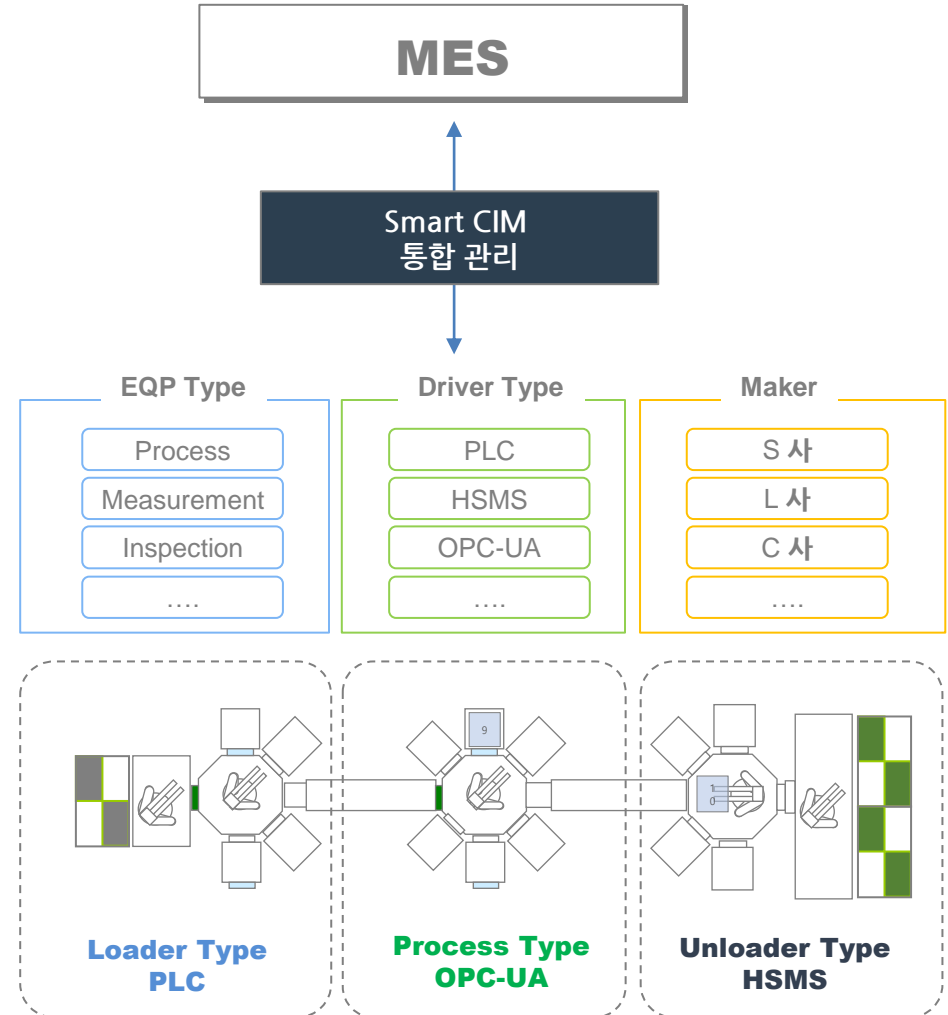 MES
Smart CIM
통합 관리
EQP Type
Process
Measurement
Inspection
....
Driver Type
PLC
HSMS
OPC-UA
....
Maker
S 사
L 사
C 사
....
9
1
0
Loader Type
PLC
Process Type
OPC-UA
Unloader Type
HSMS